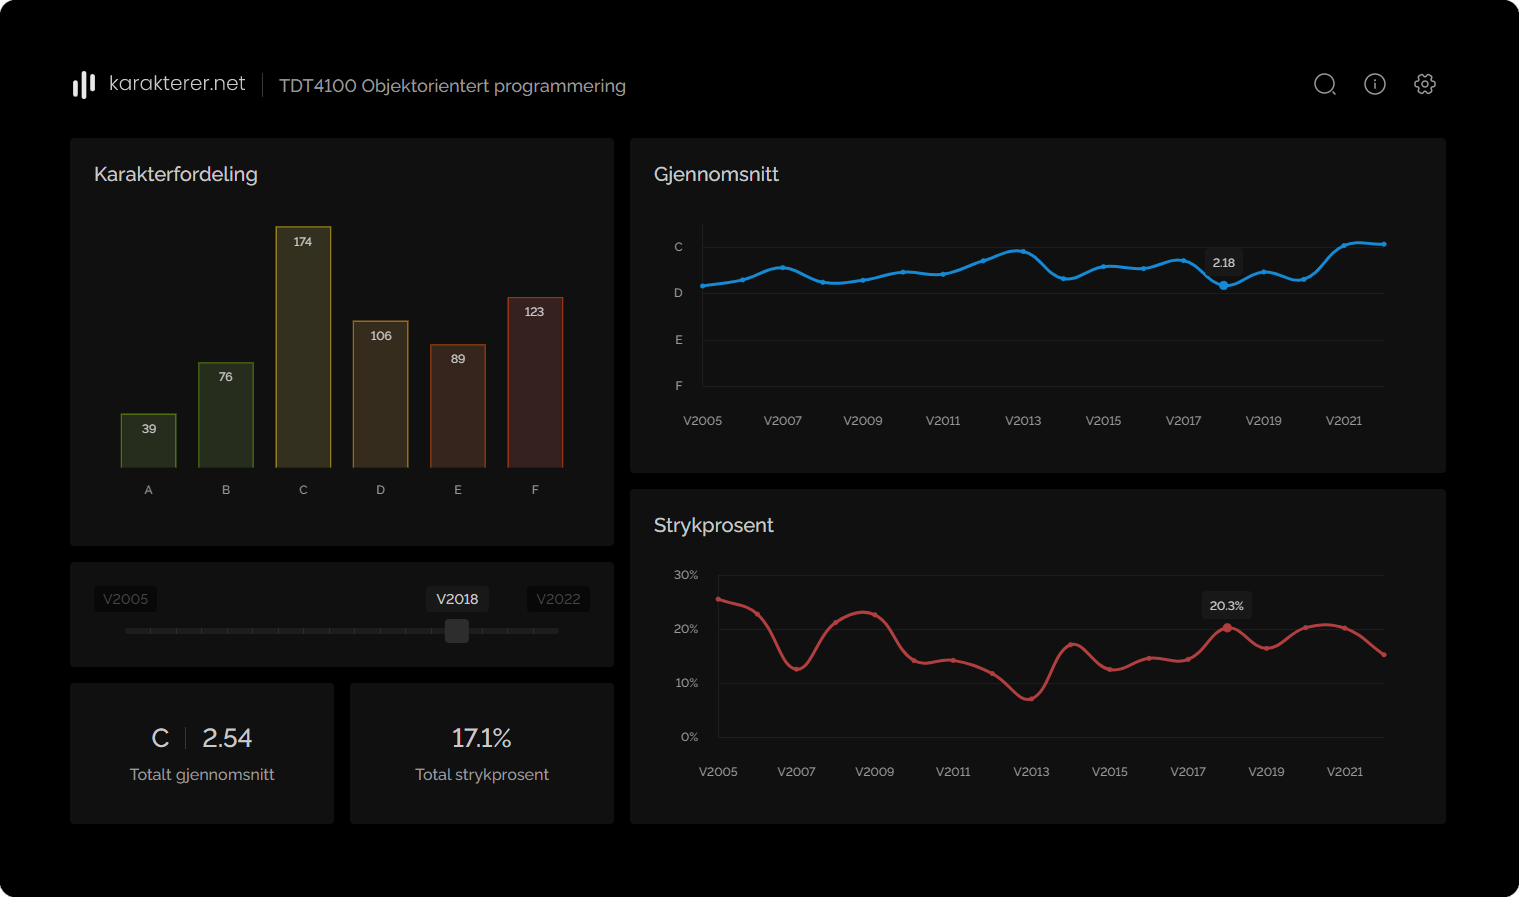 karakterer.net
TDT4100 Objektorientert programmering
Karakterfordeling
174
123
106
89
76
39
A B C D E F
V2005 V2018 V2022
C 2.54
Totalt gjennomsnitt
17.1%
Total strykprosent
Gjennomsnitt
C
2.18
D
E
F
V2005 V2007 V2009 V2011 V2013 V2015 V2017 V2019 V2021
Strykprosent
30%
20.3%
20%
10%
0%
V2005 V2007 V2009 V2011 V2013 V2015 V2017 V2019 V2021